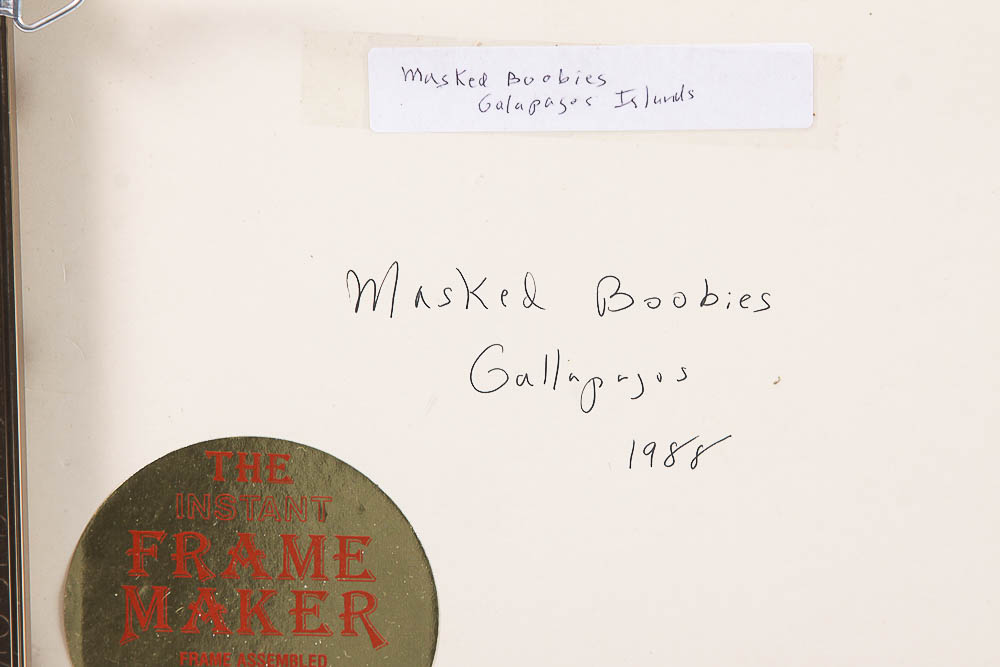 Masked Boobies
Galapagos Islands
Masked Boobies
Gallapagos
1988
THE
INSTANT
FRAME
MAKER
FRAME ASSEMBLED